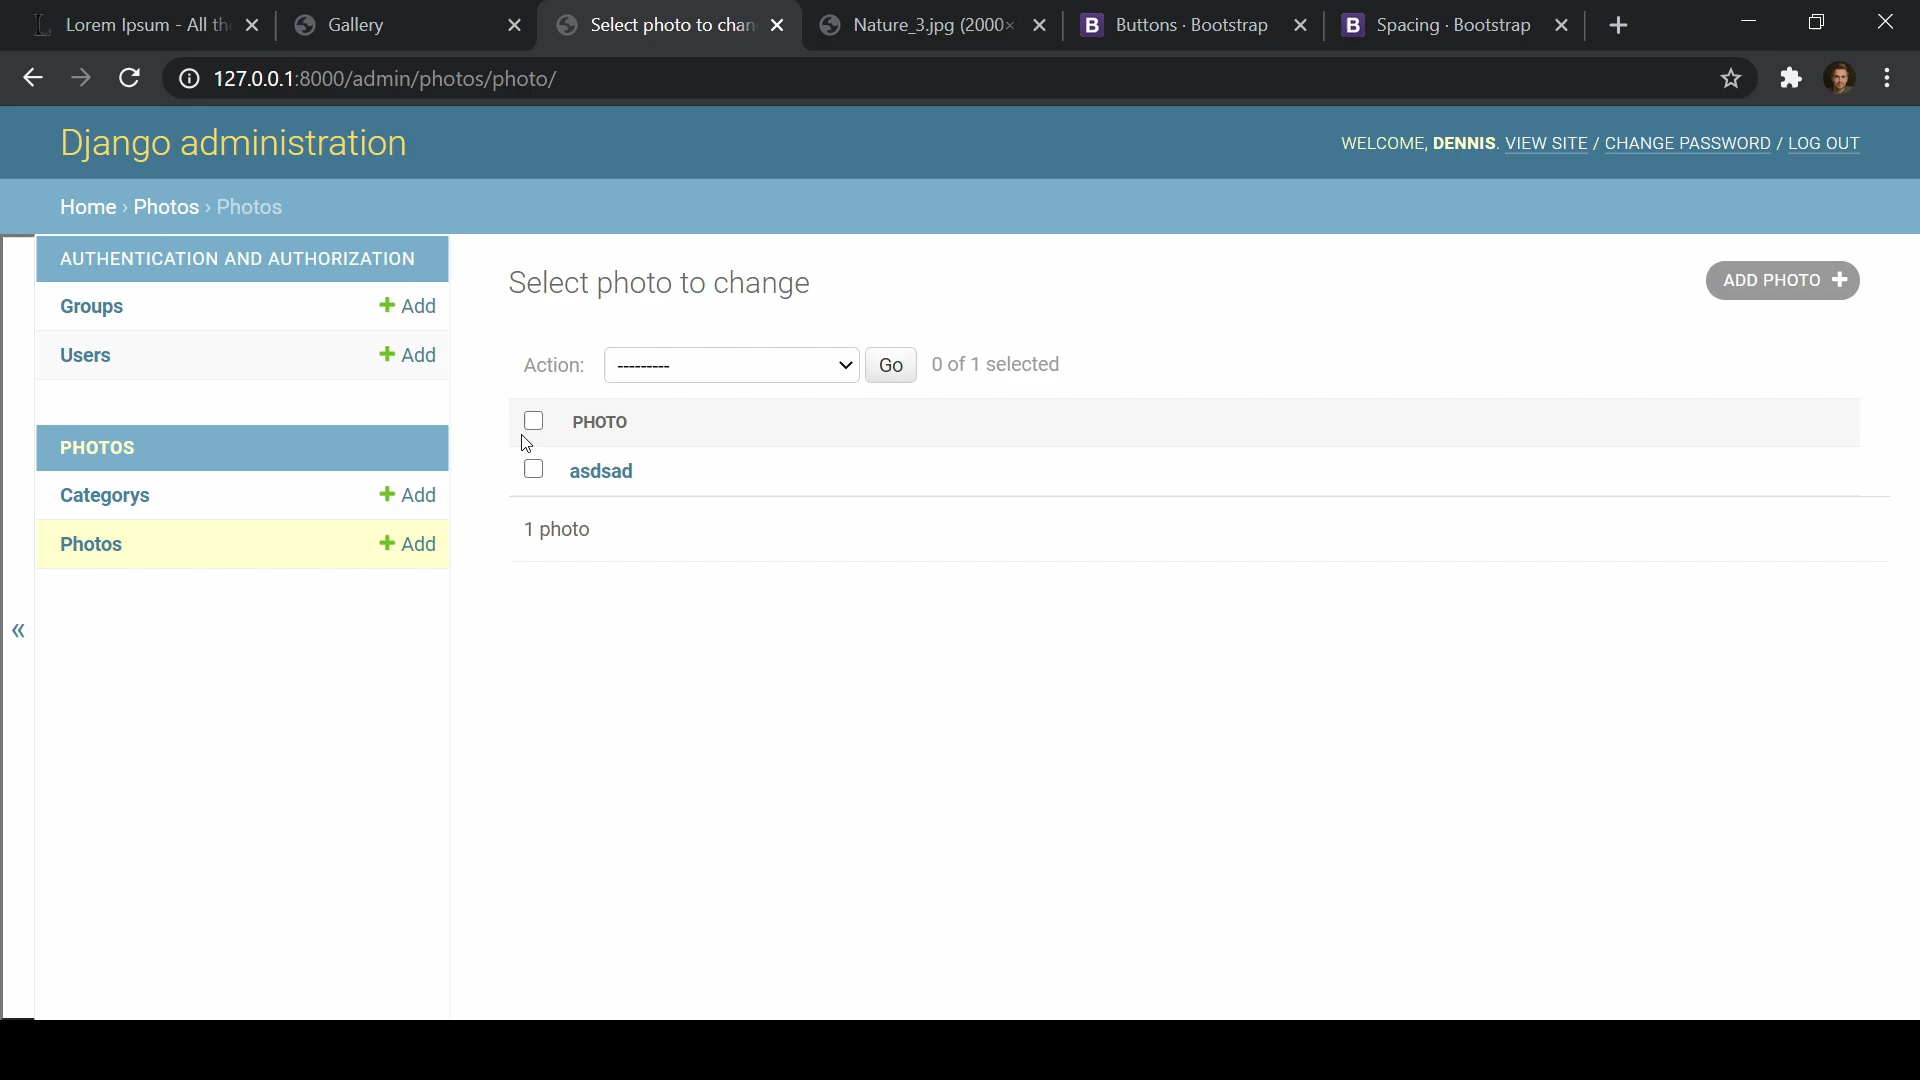 Lorem Ipsum - All th
Gallery
Select photo to chan
Nature_3.jpg (2000×
Buttons · Bootstrap
Spacing · Bootstrap
127.0.0.1:8000/admin/photos/photo/
Django administration
WELCOME, DENNIS. VIEW SITE / CHANGE PASSWORD / LOG OUT
Home › Photos › Photos
AUTHENTICATION AND AUTHORIZATION
Groups + Add
Users + Add
PHOTOS
Categorys + Add
Photos + Add
«
Select photo to change
ADD PHOTO +
Action: --------- Go 0 of 1 selected
PHOTO
asdsad
1 photo